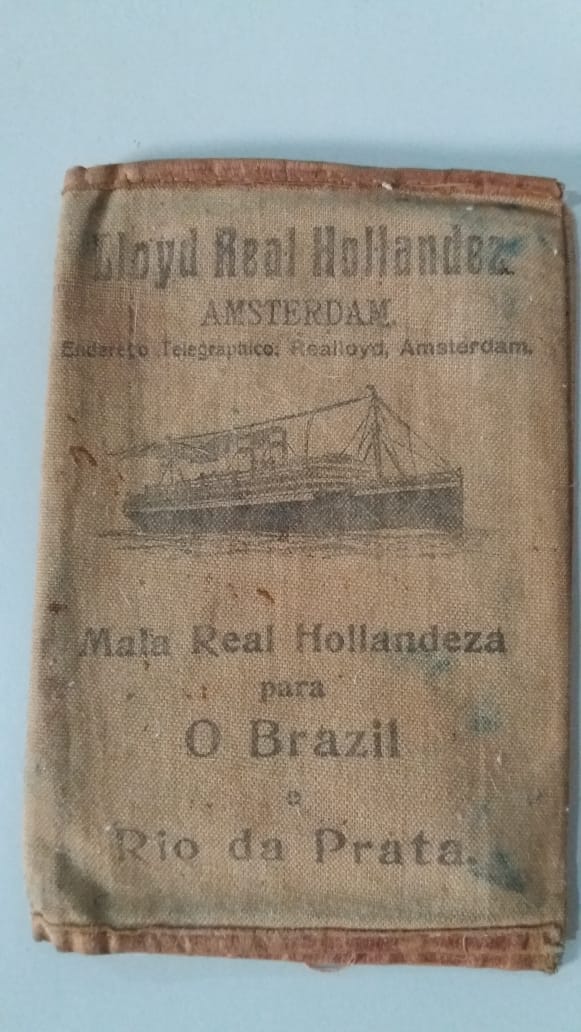 Lloyd Real Hollandez
AMSTERDAM.
Endereço Telegraphico: Realloyd, Amsterdam.
Mala Real Hollandeza
para
O Brazil
e
Rio da Prata.